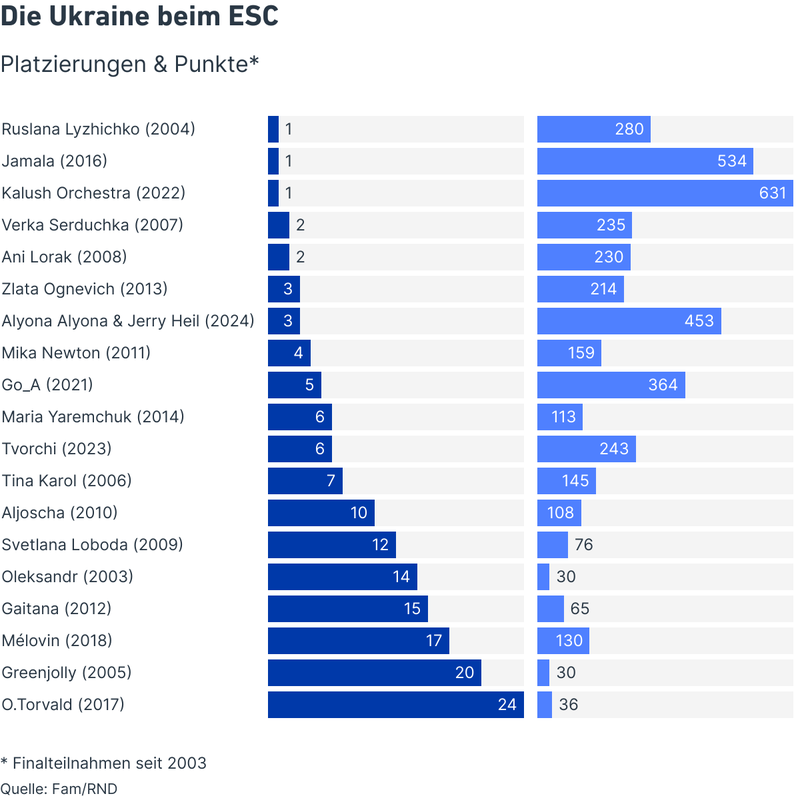 Die Ukraine beim ESC
Platzierungen & Punkte*
Ruslana Lyzhichko (2004) 1 280
Jamala (2016) 1 534
Kalush Orchestra (2022) 1 631
Verka Serduchka (2007) 2 235
Ani Lorak (2008) 2 230
Zlata Ognevich (2013) 3 214
Alyona Alyona & Jerry Heil (2024) 3 453
Mika Newton (2011) 4 159
Go_A (2021) 5 364
Maria Yaremchuk (2014) 6 113
Tvorchi (2023) 6 243
Tina Karol (2006) 7 145
Aljoscha (2010) 10 108
Svetlana Loboda (2009) 12 76
Oleksandr (2003) 14 30
Gaitana (2012) 15 65
Mélovin (2018) 17 130
Greenjolly (2005) 20 30
O.Torvald (2017) 24 36
* Finalteilnahmen seit 2003
Quelle: Fam/RND